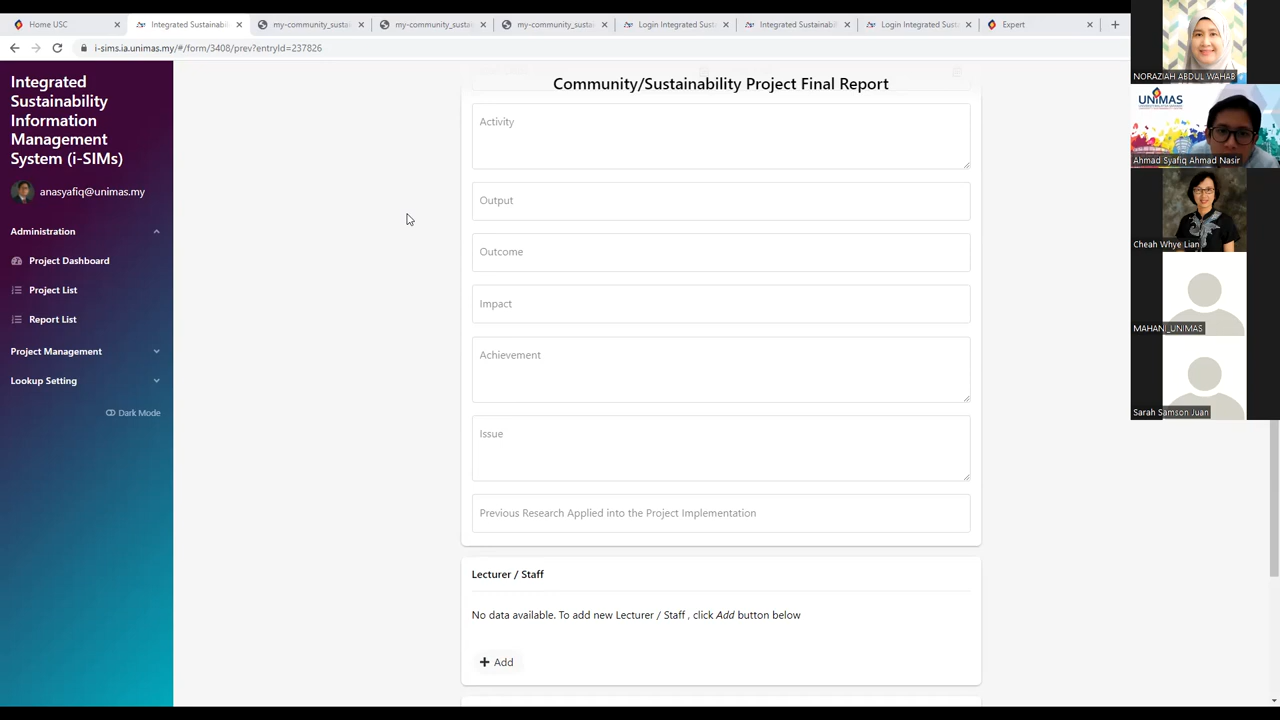 Home USC
Integrated Sustainabili
my-community_susta
my-community_susta
my-community_susta
Login Integrated Sust
Integrated Sustainabili
Login Integrated Sust
Expert
i-sims.ia.unimas.my/#/form/3408/prev?entryId=237826
Integrated
Sustainability
Information
Management
System (i-SIMs)
anasyafiq@unimas.my
Administration
Project Dashboard
Project List
Report List
Project Management
Lookup Setting
Dark Mode
Community/Sustainability Project Final Report
Activity
Output
Outcome
Impact
Achievement
Issue
Previous Research Applied into the Project Implementation
Lecturer / Staff
No data available. To add new Lecturer / Staff , click Add button below
Add
NORAZIAH ABDUL WAHAB
UNIMAS
Ahmad Syafiq Ahmad Nasir
Cheah Whye Lian
MAHANI_UNIMAS
Sarah Samson Juan